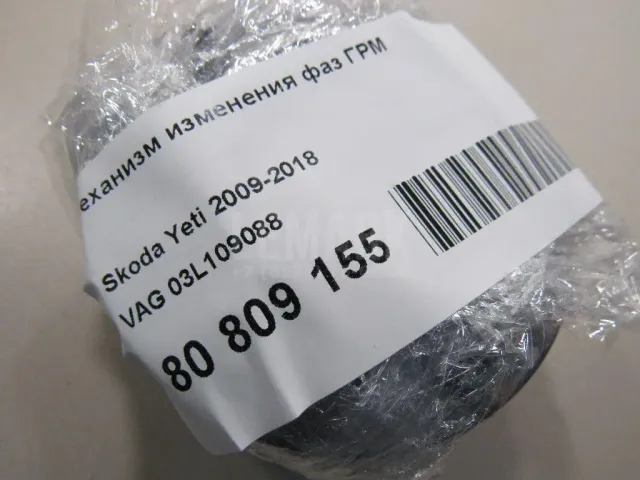 еханизм изменения фаз ГРМ
Skoda Yeti 2009-2018
VAG 03L109088
80 809 155